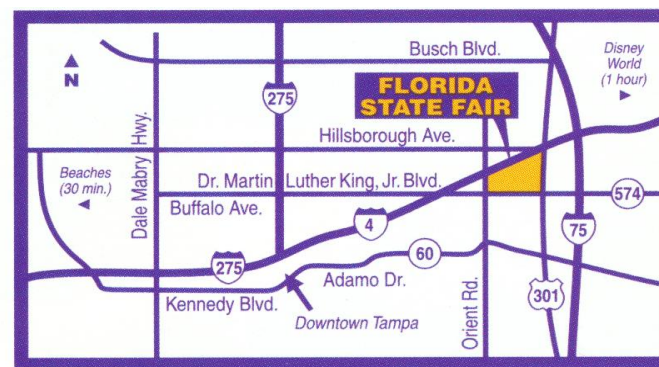 Busch Blvd.
Disney
World
(1 hour)
N
275
FLORIDA
STATE FAIR
Hillsborough Ave.
Dale Mabry Hwy.
Beaches
(30 min.)
Dr. Martin Luther King, Jr. Blvd.
574
Buffalo Ave.
4
75
60
275
Adamo Dr.
301
Kennedy Blvd.
Orient Rd.
Downtown Tampa